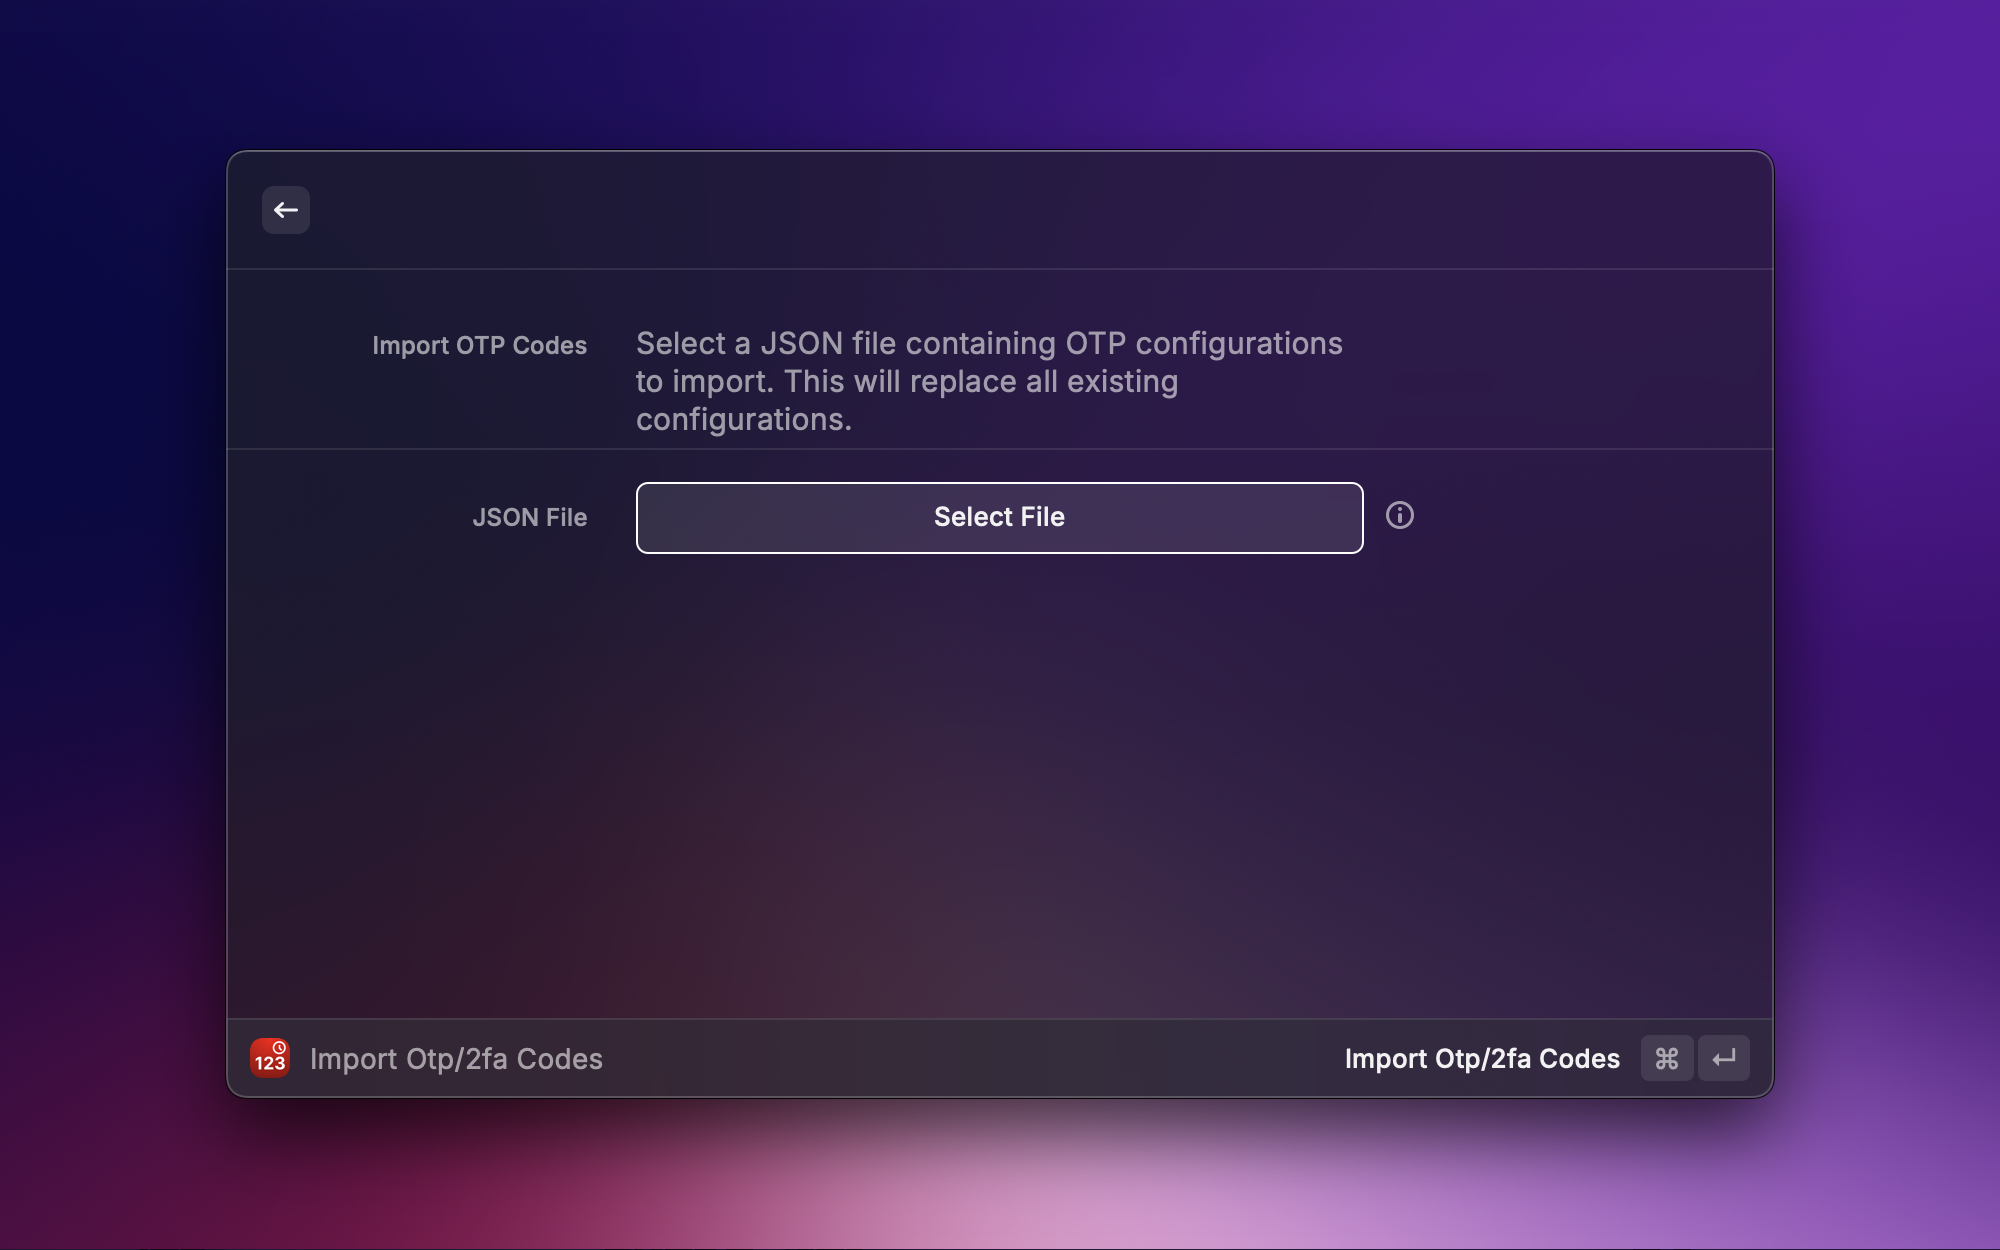 Import OTP Codes
Select a JSON file containing OTP configurations
to import. This will replace all existing
configurations.
JSON File
Select File
123
Import Otp/2fa Codes
Import Otp/2fa Codes ⌘ ↵